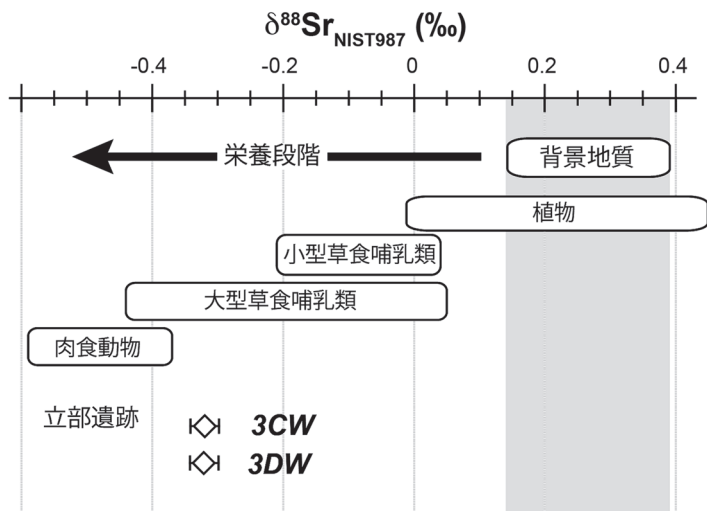 δ⁸⁸Sr NIST987 (‰)
-0.4 -0.2 0 0.2 0.4
栄養段階 背景地質
植物
小型草食哺乳類
大型草食哺乳類
肉食動物
立部遺跡 3CW
3DW